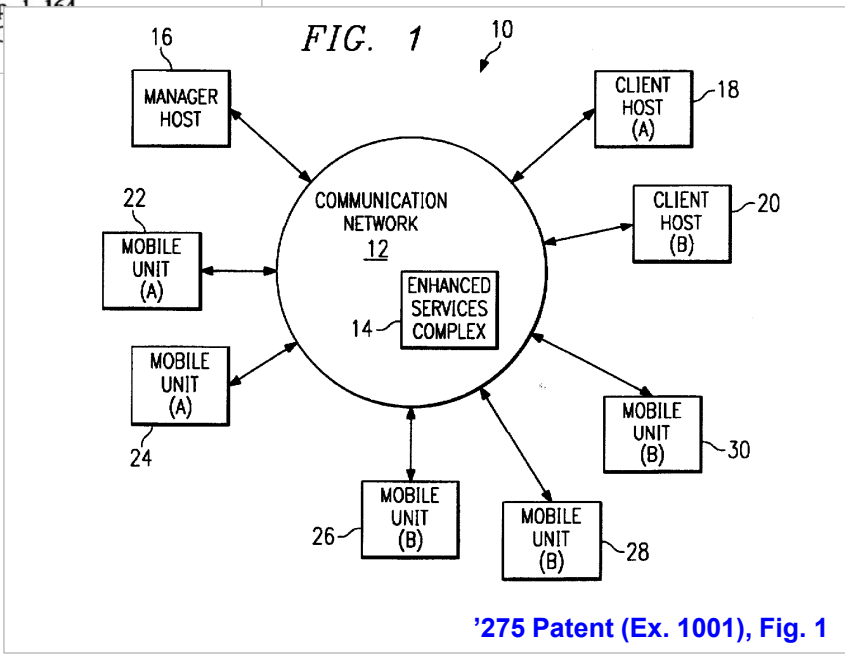 FIG. 1
10
16
MANAGER
HOST
CLIENT
HOST
(A)
18
COMMUNICATION
NETWORK
12
CLIENT
HOST
(B)
20
22
MOBILE
UNIT
(A)
ENHANCED
SERVICES
COMPLEX
14
MOBILE
UNIT
(A)
24
MOBILE
UNIT
(B)
30
MOBILE
UNIT
(B)
26
MOBILE
UNIT
(B)
28
'275 Patent (Ex. 1001), Fig. 1